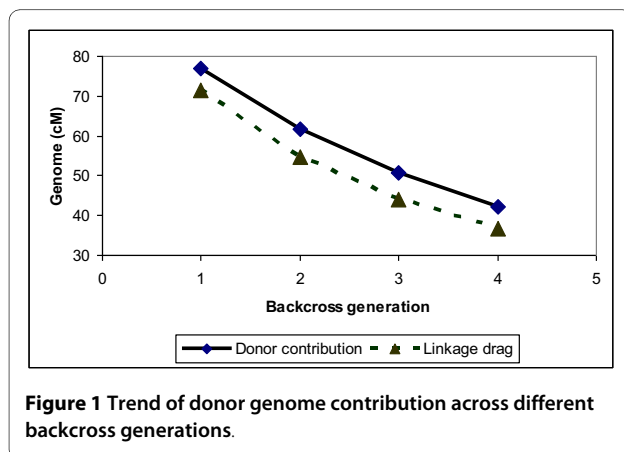 80
70
60
50
40
30
Genome (cM)
0 1 2 3 4 5
Backcross generation
Donor contribution Linkage drag
Figure 1 Trend of donor genome contribution across different
backcross generations.